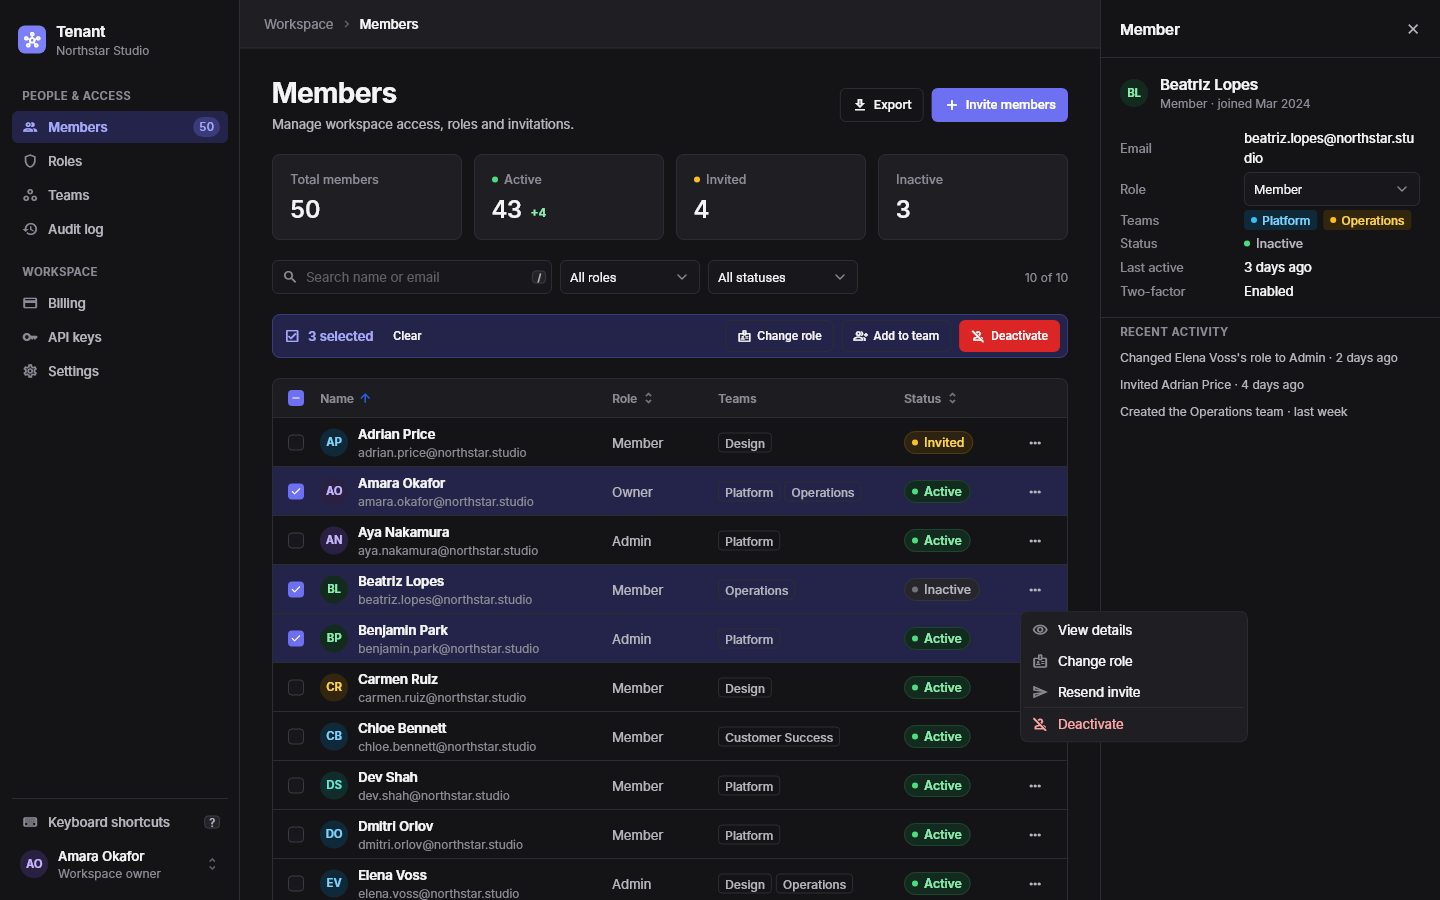 Tenant
Northstar Studio
PEOPLE & ACCESS
Members 50
Roles
Teams
Audit log
WORKSPACE
Billing
API keys
Settings
Keyboard shortcuts ?
AO Amara Okafor
Workspace owner
Workspace > Members
Members
Manage workspace access, roles and invitations.
Export
Invite members
Total members
50
Active
43 +4
Invited
4
Inactive
3
Search name or email /
All roles
All statuses
10 of 10
3 selected Clear
Change role
Add to team
Deactivate
Name Role Teams Status
AP Adrian Price
adrian.price@northstar.studio
Member Design Invited
AO Amara Okafor
amara.okafor@northstar.studio
Owner Platform Operations Active
AN Aya Nakamura
aya.nakamura@northstar.studio
Admin Platform Active
BL Beatriz Lopes
beatriz.lopes@northstar.studio
Member Operations Inactive
BP Benjamin Park
benjamin.park@northstar.studio
Admin Platform Active
CR Carmen Ruiz
carmen.ruiz@northstar.studio
Member Design Active
CB Chloe Bennett
chloe.bennett@northstar.studio
Member Customer Success Active
DS Dev Shah
dev.shah@northstar.studio
Member Platform Active
DO Dmitri Orlov
dmitri.orlov@northstar.studio
Member Platform Active
EV Elena Voss
elena.voss@northstar.studio
Admin Design Operations Active
View details
Change role
Resend invite
Deactivate
Member
BL Beatriz Lopes
Member · joined Mar 2024
Email beatriz.lopes@northstar.stu
dio
Role Member
Teams Platform Operations
Status Inactive
Last active 3 days ago
Two-factor Enabled
RECENT ACTIVITY
Changed Elena Voss's role to Admin · 2 days ago
Invited Adrian Price · 4 days ago
Created the Operations team · last week